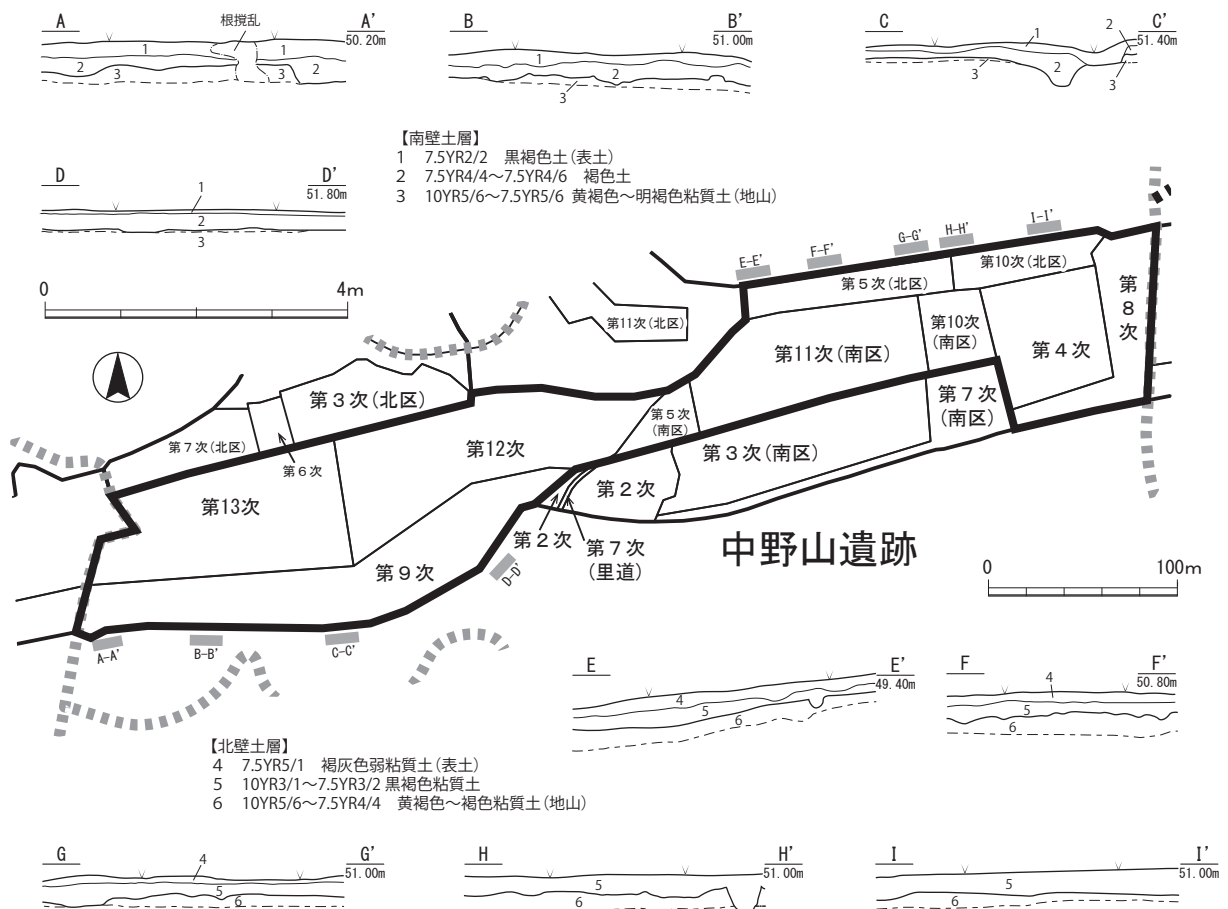 A 根撹乱 A'
50.20m
1 1
2 3 3 2
B B'
51.00m
1
2
3
C C'
51.40m
1 2
2
3 3
【南壁土層】
1 7.5YR2/2 黒褐色土(表土)
2 7.5YR4/4～7.5YR4/6 褐色土
3 10YR5/6～7.5YR5/6 黄褐色～明褐色粘質土(地山)
D D'
51.80m
1
2
3
0 4m
E-E'
F-F'
G-G'
H-H'
I-I'
第5次(北区)
第10次(北区)
第8次
第11次(北区)
第10次
(南区)
第11次(南区)
第4次
第3次(北区)
第7次
(南区)
第5次
(南区)
第12次
第3次(南区)
第7次(北区)
第6次
第13次
第2次
第2次
第7次
(里道)
中野山遺跡
第9次
D-D'
0 100m
A-A'
B-B'
C-C'
E E'
49.40m
4
5
6
F F'
50.80m
4
5
6
【北壁土層】
4 7.5YR5/1 褐灰色弱粘質土(表土)
5 10YR3/1～7.5YR3/2 黒褐色粘質土
6 10YR5/6～7.5YR4/4 黄褐色～褐色粘質土(地山)
G G'
51.00m
4
5
6
H H'
51.00m
5
6
I I'
51.00m
5
6